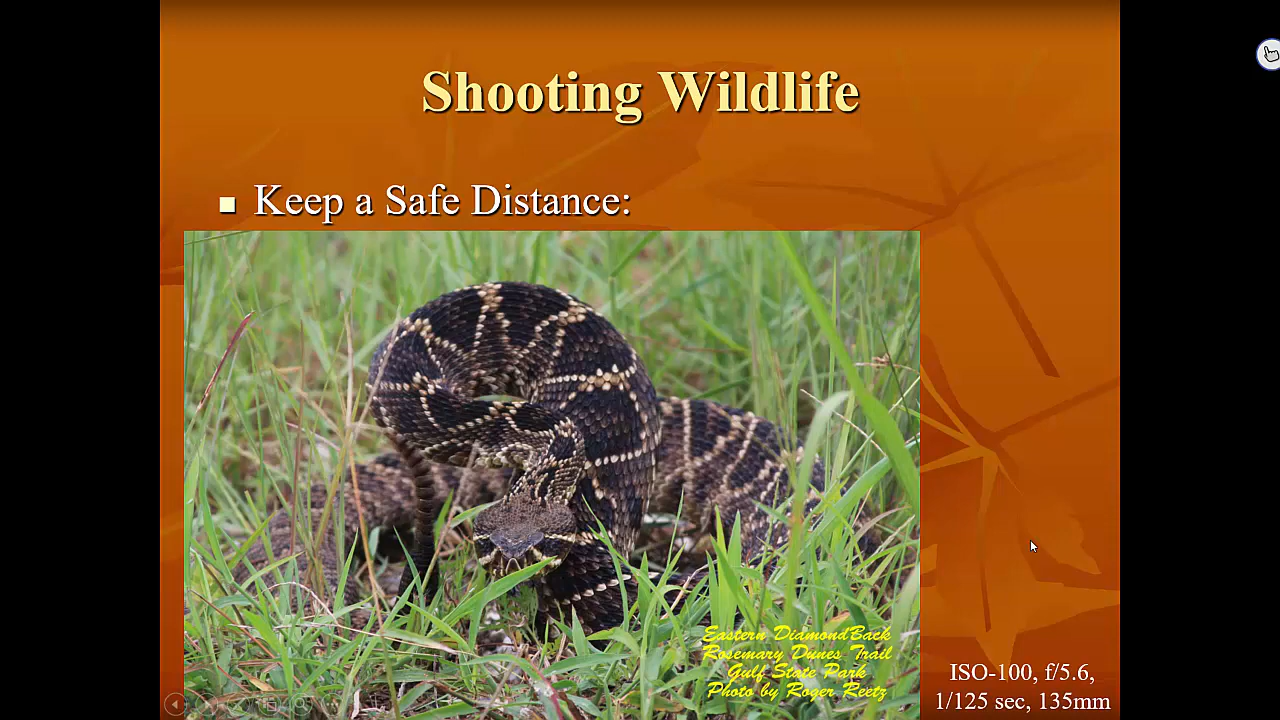 Shooting Wildlife
Keep a Safe Distance:
Eastern DiamondBack
Rosemary Dunes Trail
Gulf State Park
Photo by Roger Reetz
ISO-100, f/5.6,
1/125 sec, 135mm